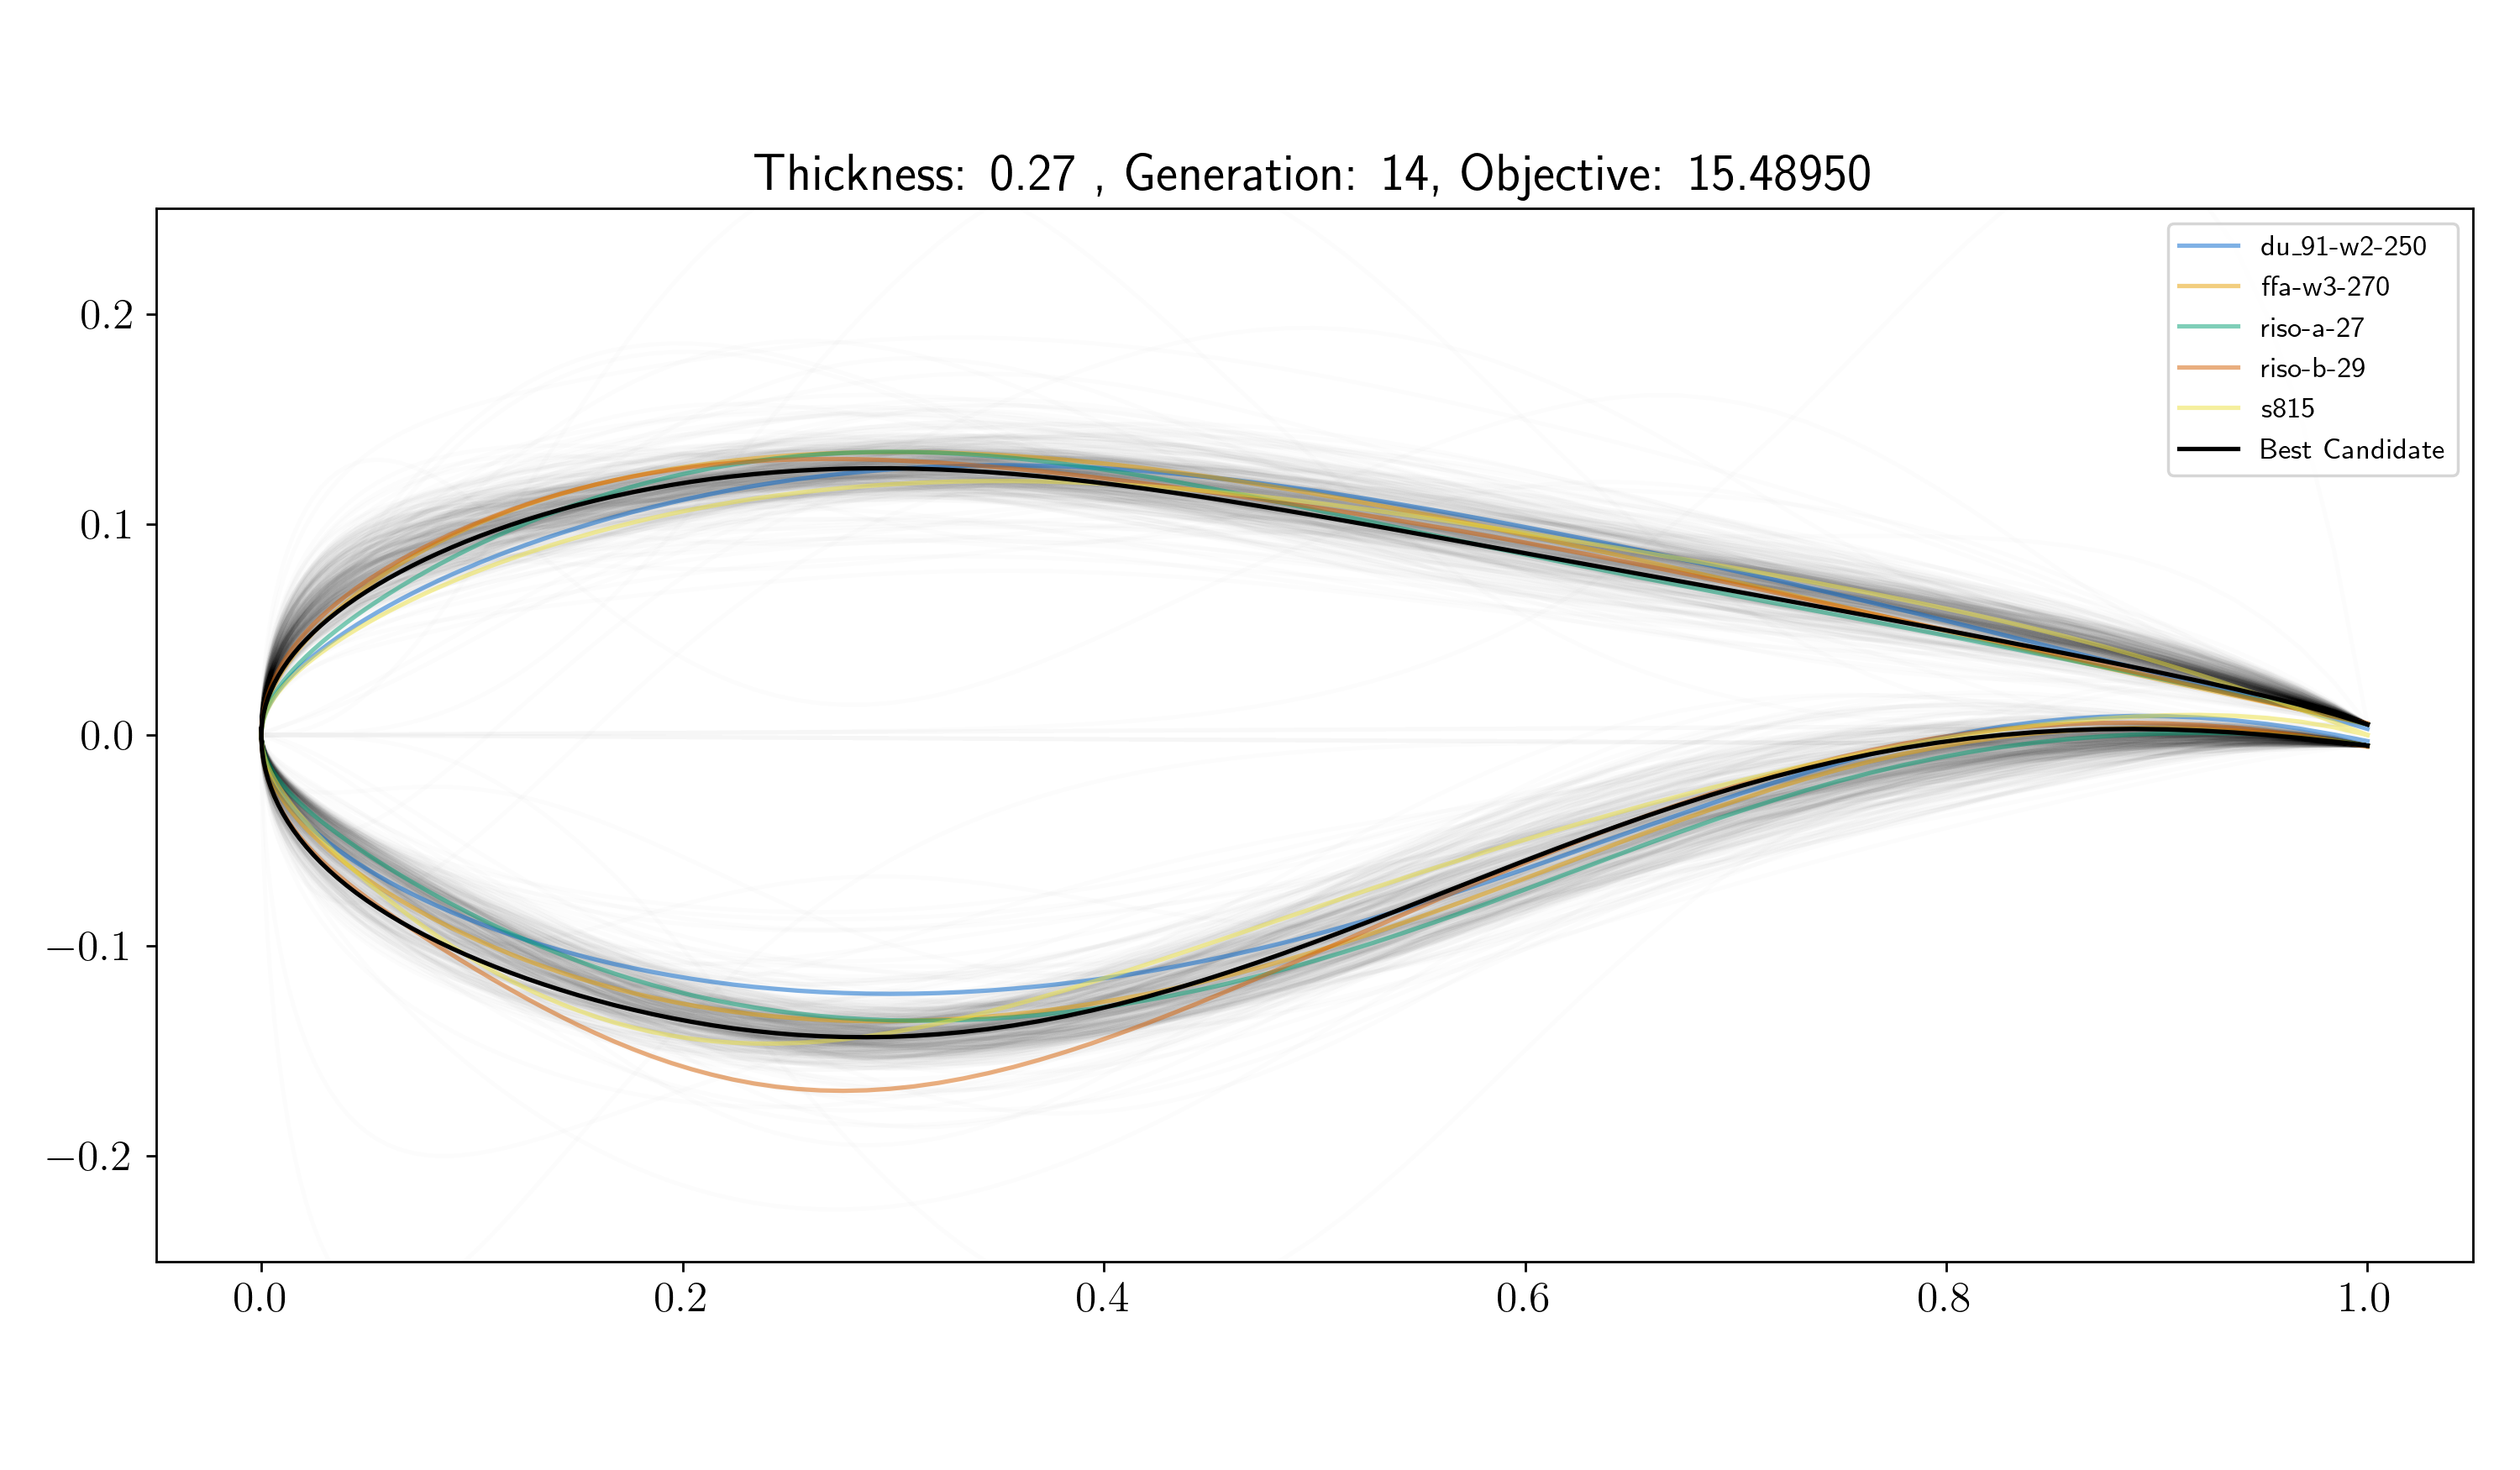 Thickness: 0.27 , Generation: 14, Objective: 15.48950
du_91-w2-250
ffa-w3-270
riso-a-27
riso-b-29
s815
Best Candidate
0.2
0.1
0.0
−0.1
−0.2
0.0 0.2 0.4 0.6 0.8 1.0